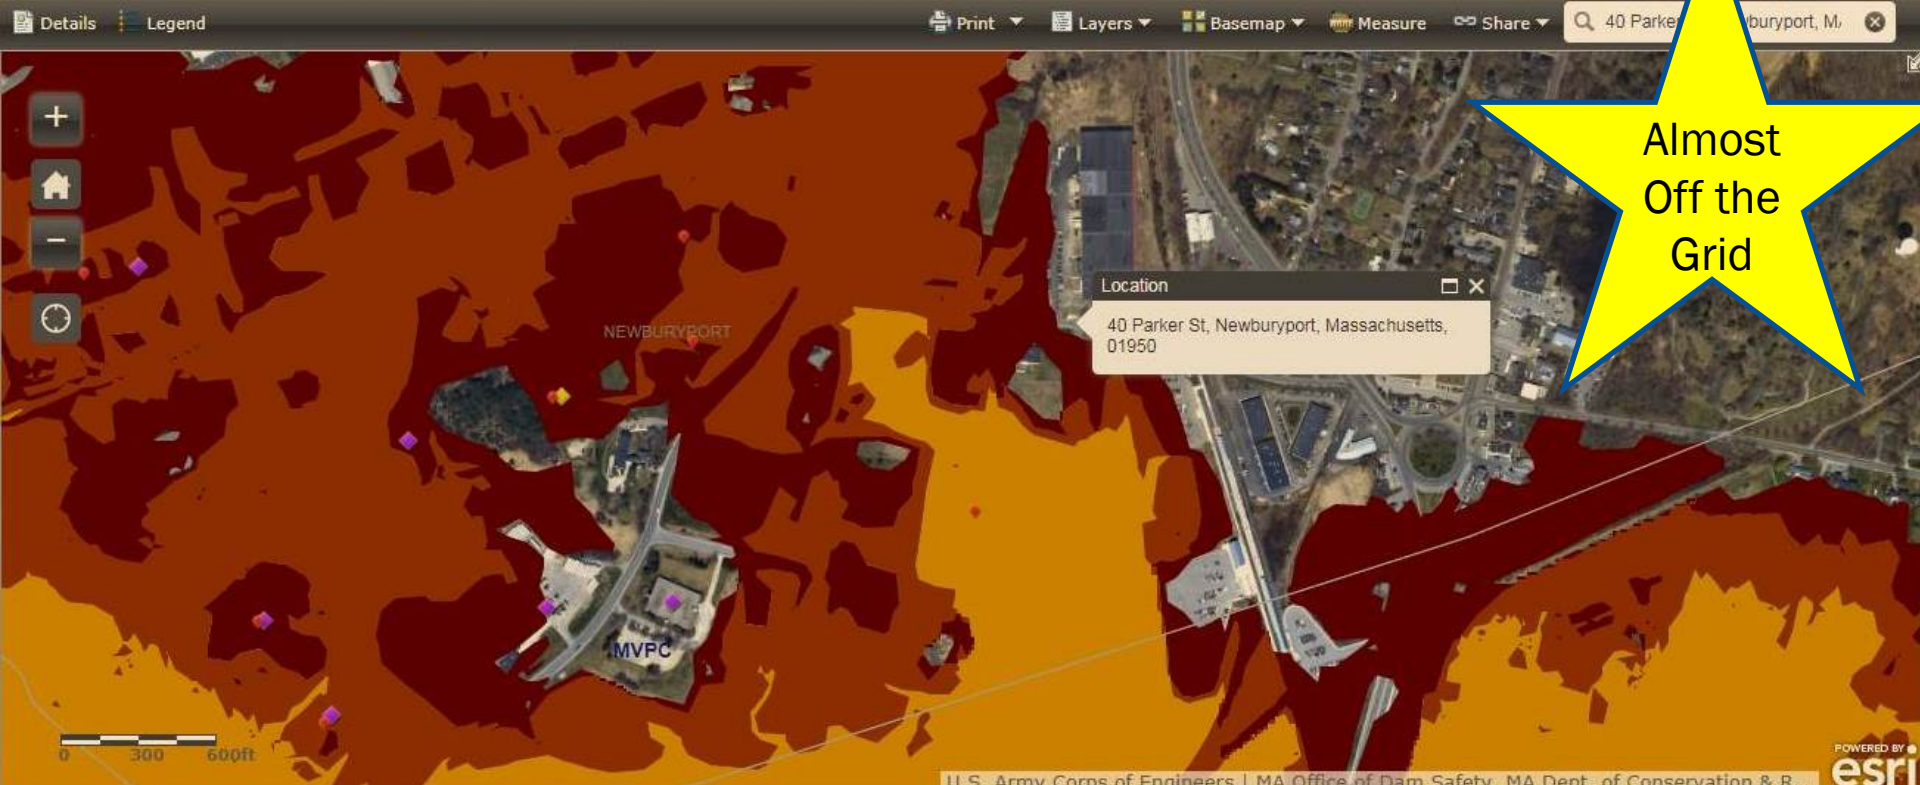 Details
Legend
Print
Layers
Basemap
Measure
Share
40 Parker
buryport, M
Almost
Off the
Grid
Location
40 Parker St, Newburyport, Massachusetts,
01950
NEWBURYPORT
MVPC
0 300 600ft
POWERED BY
esri
U.S. Army Corps of Engineers | MA Office of Dam Safety, MA Dept. of Conservation & R